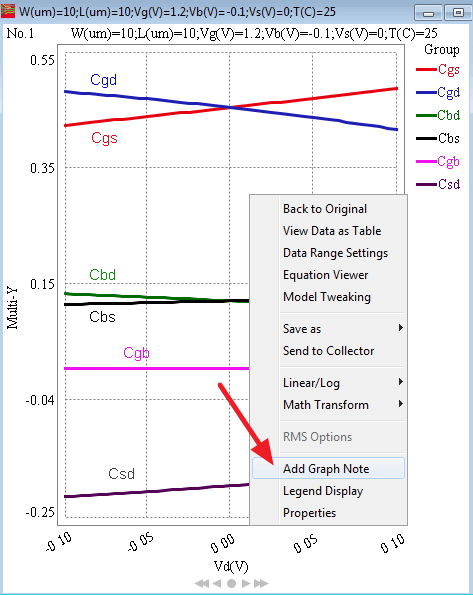 W(um)=10;L(um)=10;Vg(V)=1.2;Vb(V)=-0.1;Vs(V)=0;T(C)=25
No.1
W(um)=10;L(um)=10;Vg(V)=1.2;Vb(V)=-0.1;Vs(V)=0;T(C)=25
Group
Cgs
Cgd
Cbd
Cbs
Cgb
Csd
0.55
0.35
0.15
-0.04
-0.25
Multi-Y
Cgd
Cgs
Cbd
Cbs
Cgb
Csd
Back to Original
View Data as Table
Data Range Settings
Equation Viewer
Model Tweaking
Save as
Send to Collector
Linear/Log
Math Transform
RMS Options
Add Graph Note
Legend Display
Properties
-0 10
-0 05
0 00
0 05
0 10
Vd(V)